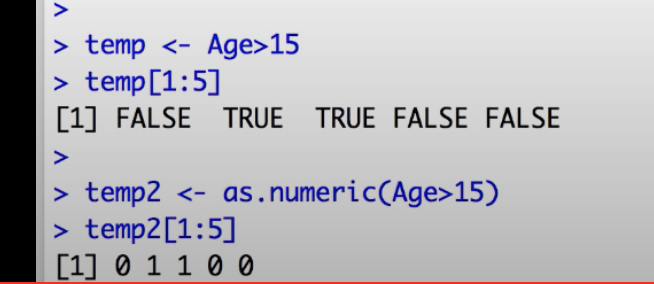 >
> temp <- Age>15
> temp[1:5]
[1] FALSE  TRUE  TRUE FALSE FALSE
>
> temp2 <- as.numeric(Age>15)
> temp2[1:5]
[1] 0 1 1 0 0